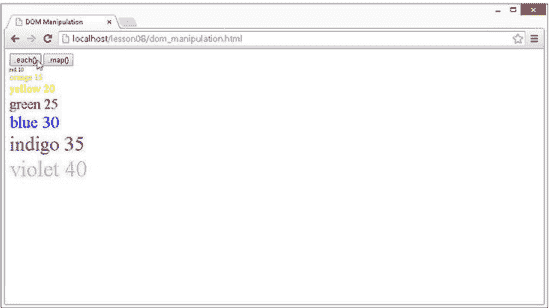 DOM Manipulation
localhost/lesson08/dom_manipulation.html
.each() .map()
red 10
orange 15
yellow 20
green 25
blue 30
indigo 35
violet 40